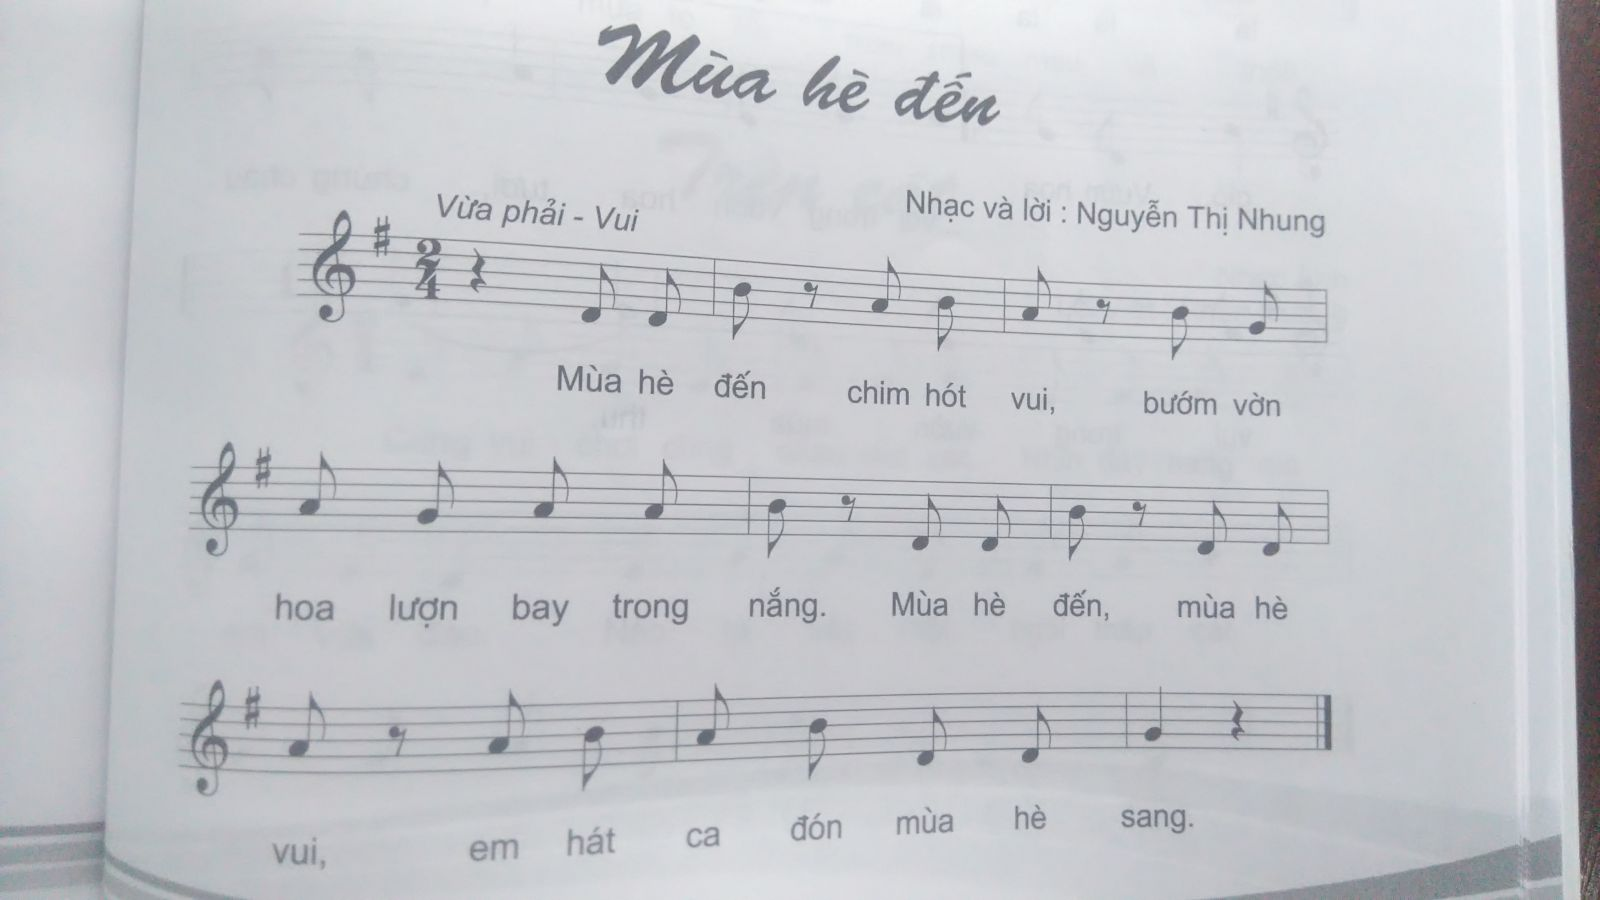 Mùa hè đến
Vừa phải - Vui
Nhạc và lời : Nguyễn Thị Nhung
2
4
Mùa hè đến chim hót vui, bướm vờn
hoa lượn bay trong nắng. Mùa hè đến, mùa hè
vui, em hát ca đón mùa hè sang.